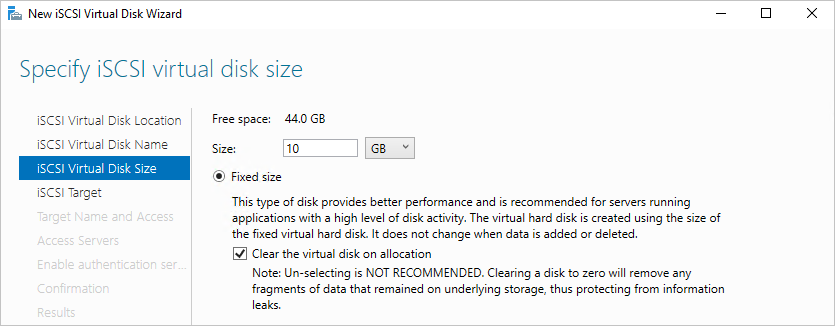 New iSCSI Virtual Disk Wizard
Specify iSCSI virtual disk size
iSCSI Virtual Disk Location
iSCSI Virtual Disk Name
iSCSI Virtual Disk Size
iSCSI Target
Target Name and Access
Access Servers
Enable authentication ser...
Confirmation
Results
Free space: 44.0 GB
Size: 10 GB
Fixed size
This type of disk provides better performance and is recommended for servers running
applications with a high level of disk activity. The virtual hard disk is created using the size of
the fixed virtual hard disk. It does not change when data is added or deleted.
Clear the virtual disk on allocation
Note: Un-selecting is NOT RECOMMENDED. Clearing a disk to zero will remove any
fragments of data that remained on underlying storage, thus protecting from information
leaks.